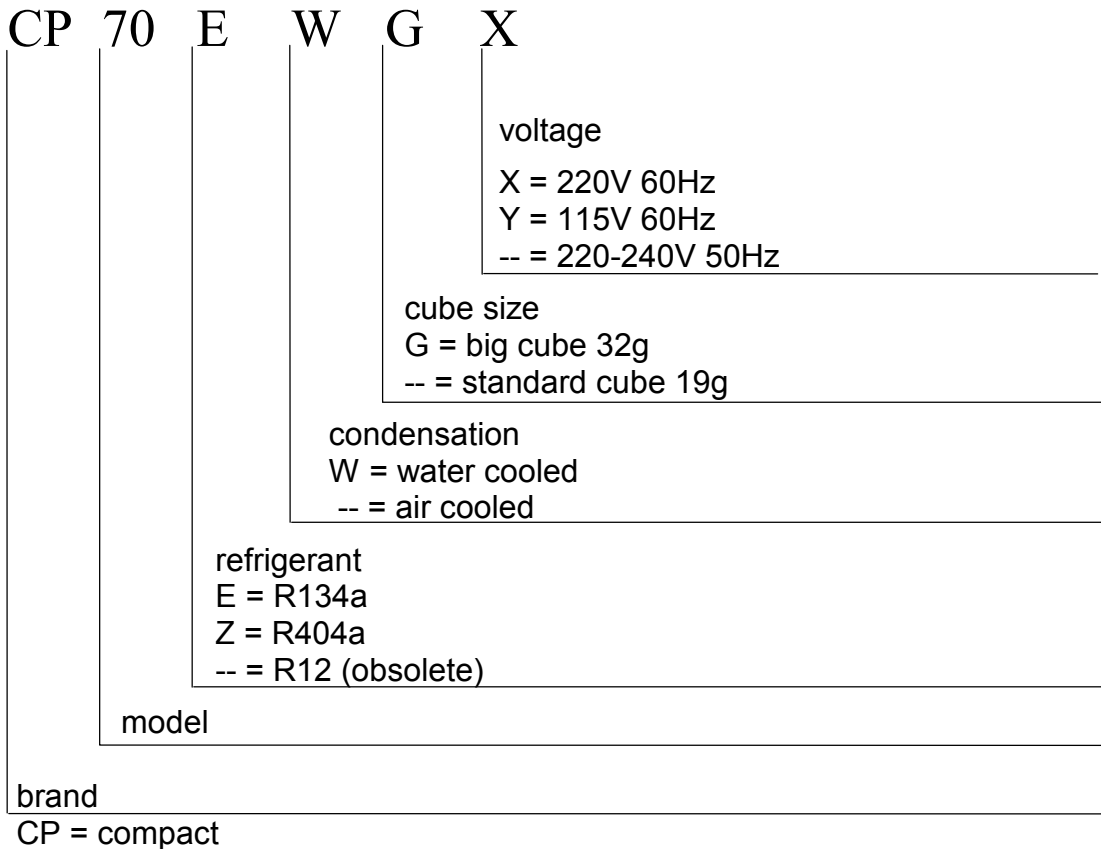 CP 70 E W G X
voltage
X = 220V 60Hz
Y = 115V 60Hz
-- = 220-240V 50Hz
cube size
G = big cube 32g
-- = standard cube 19g
condensation
W = water cooled
-- = air cooled
refrigerant
E = R134a
Z = R404a
-- = R12 (obsolete)
model
brand
CP = compact